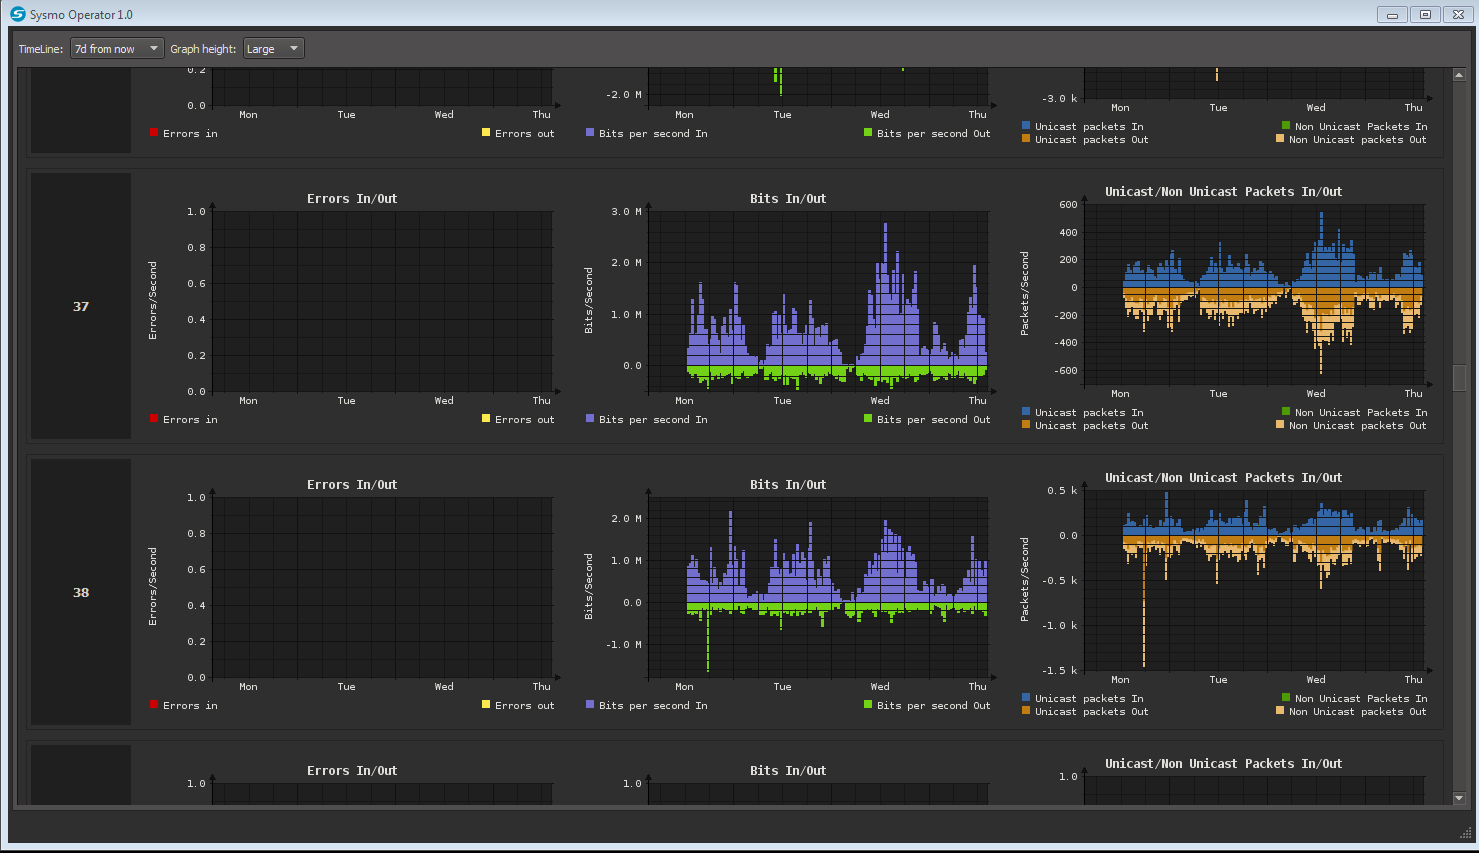 Sysmo Operator 1.0
TimeLine: 7d from now Graph height: Large
0.2
0.0
Mon Tue Wed Thu
Errors in Errors out
-2.0 M
Mon Tue Wed Thu
Bits per second In Bits per second Out
-3.0 k
Mon Tue Wed Thu
Unicast packets In Non Unicast Packets In
Unicast packets Out Non Unicast packets Out
37
Errors In/Out
Errors/Second
1.0
0.8
0.6
0.4
0.2
0.0
Mon Tue Wed Thu
Errors in Errors out
Bits In/Out
Bits/Second
3.0 M
2.0 M
1.0 M
0.0
Mon Tue Wed Thu
Bits per second In Bits per second Out
Unicast/Non Unicast Packets In/Out
Packets/Second
600
400
200
0
-200
-400
-600
Mon Tue Wed Thu
Unicast packets In Non Unicast Packets In
Unicast packets Out Non Unicast packets Out
38
Errors In/Out
Errors/Second
1.0
0.8
0.6
0.4
0.2
0.0
Mon Tue Wed Thu
Errors in Errors out
Bits In/Out
Bits/Second
2.0 M
1.0 M
0.0
-1.0 M
Mon Tue Wed Thu
Bits per second In Bits per second Out
Unicast/Non Unicast Packets In/Out
Packets/Second
0.5 k
0.0
-0.5 k
-1.0 k
-1.5 k
Mon Tue Wed Thu
Unicast packets In Non Unicast Packets In
Unicast packets Out Non Unicast packets Out
Errors In/Out
1.0
Bits In/Out
1.0
Unicast/Non Unicast Packets In/Out
1.0